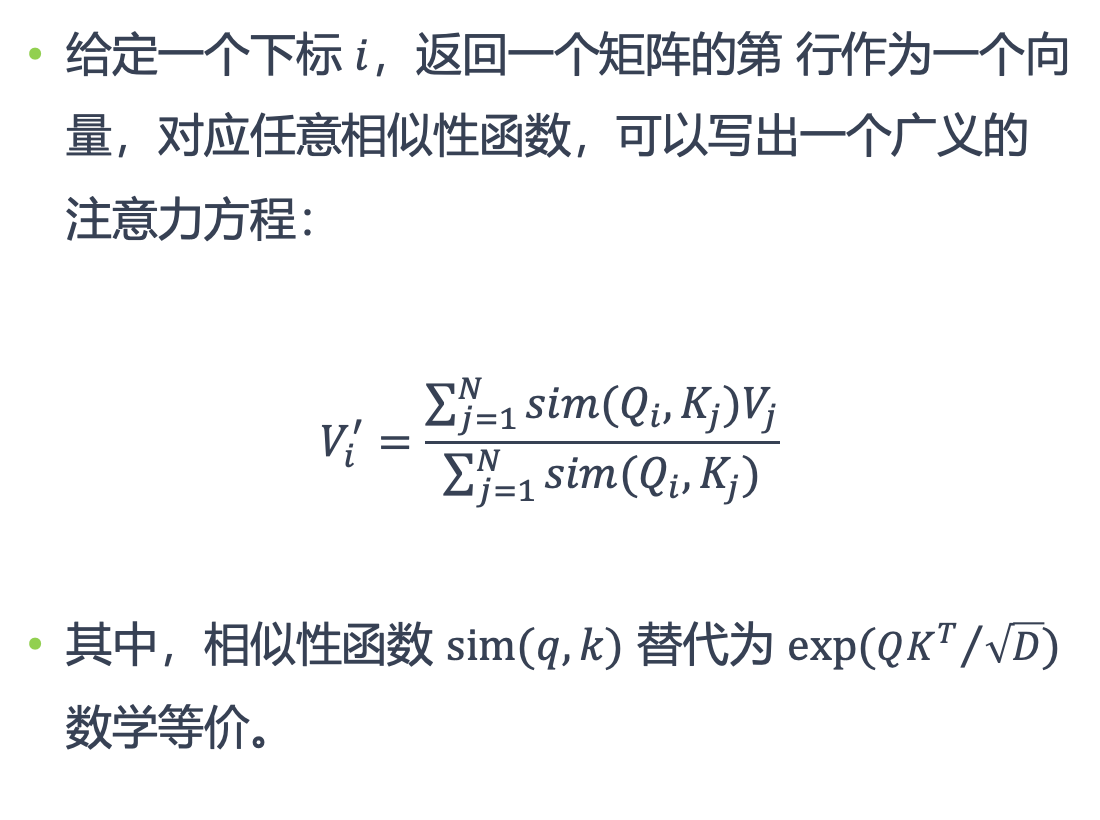 • 给定一个下标 𝑖，返回一个矩阵的第 行作为一个向
量，对应任意相似性函数，可以写出一个广义的
注意力方程：
V_i' = \frac{\sum_{j=1}^{N} sim(Q_i, K_j)V_j}{\sum_{j=1}^{N} sim(Q_i, K_j)}
• 其中，相似性函数 sim(𝑞, 𝑘) 替代为 exp(𝑄𝐾^𝑇/√𝐷)
数学等价。